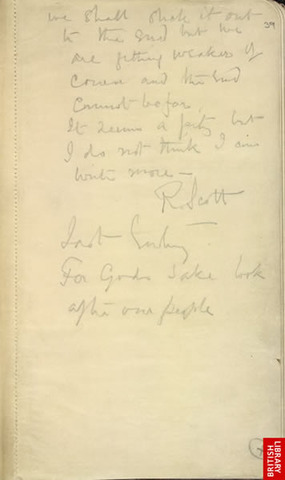 39
we shall stick it out
to the end but we
are getting weaker of
course and the end
cannot be far.
It seems a pity but
I do not think I can
write more –
R. Scott
Last Entry
For Gods Sake look
after our people
LIBRARY
BRITISH